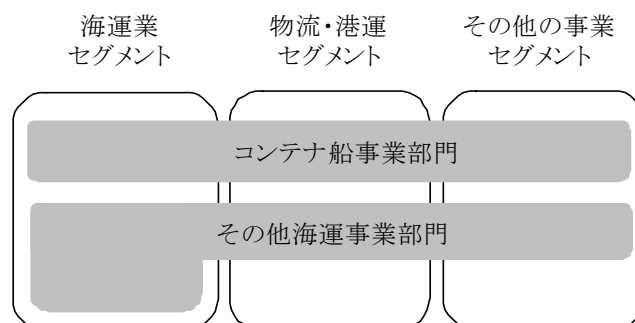 海運業
セグメント
物流・港運
セグメント
その他の事業
セグメント
コンテナ船事業部門
その他海運事業部門